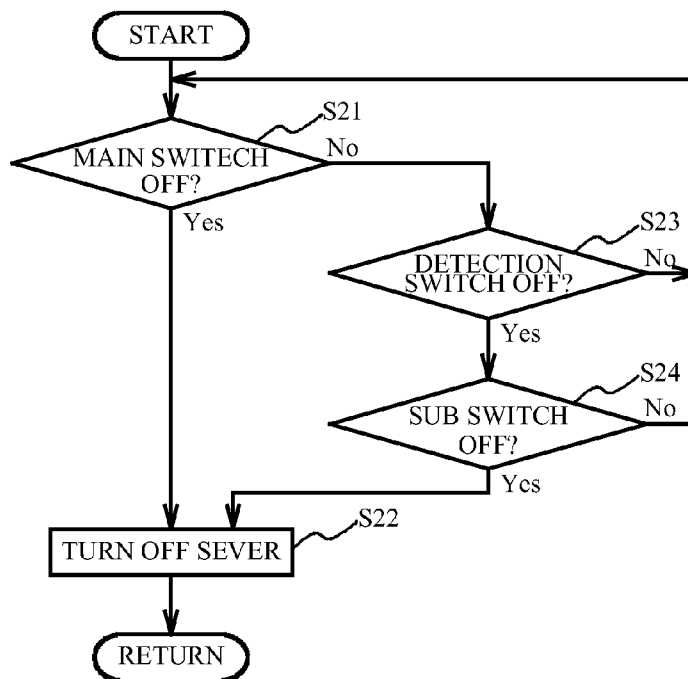 START
S21
MAIN SWITECH
OFF?
No
Yes
S23
DETECTION
SWITCH OFF?
No
Yes
S24
SUB SWITCH
OFF?
No
Yes
S22
TURN OFF SEVER
RETURN